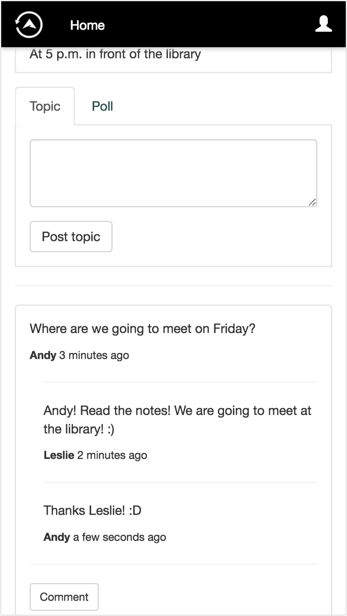 Home
At 5 p.m. in front of the library
Topic
Poll
Post topic
Where are we going to meet on Friday?
Andy 3 minutes ago
Andy! Read the notes! We are going to meet at
the library! :)
Leslie 2 minutes ago
Thanks Leslie! :D
Andy a few seconds ago
Comment